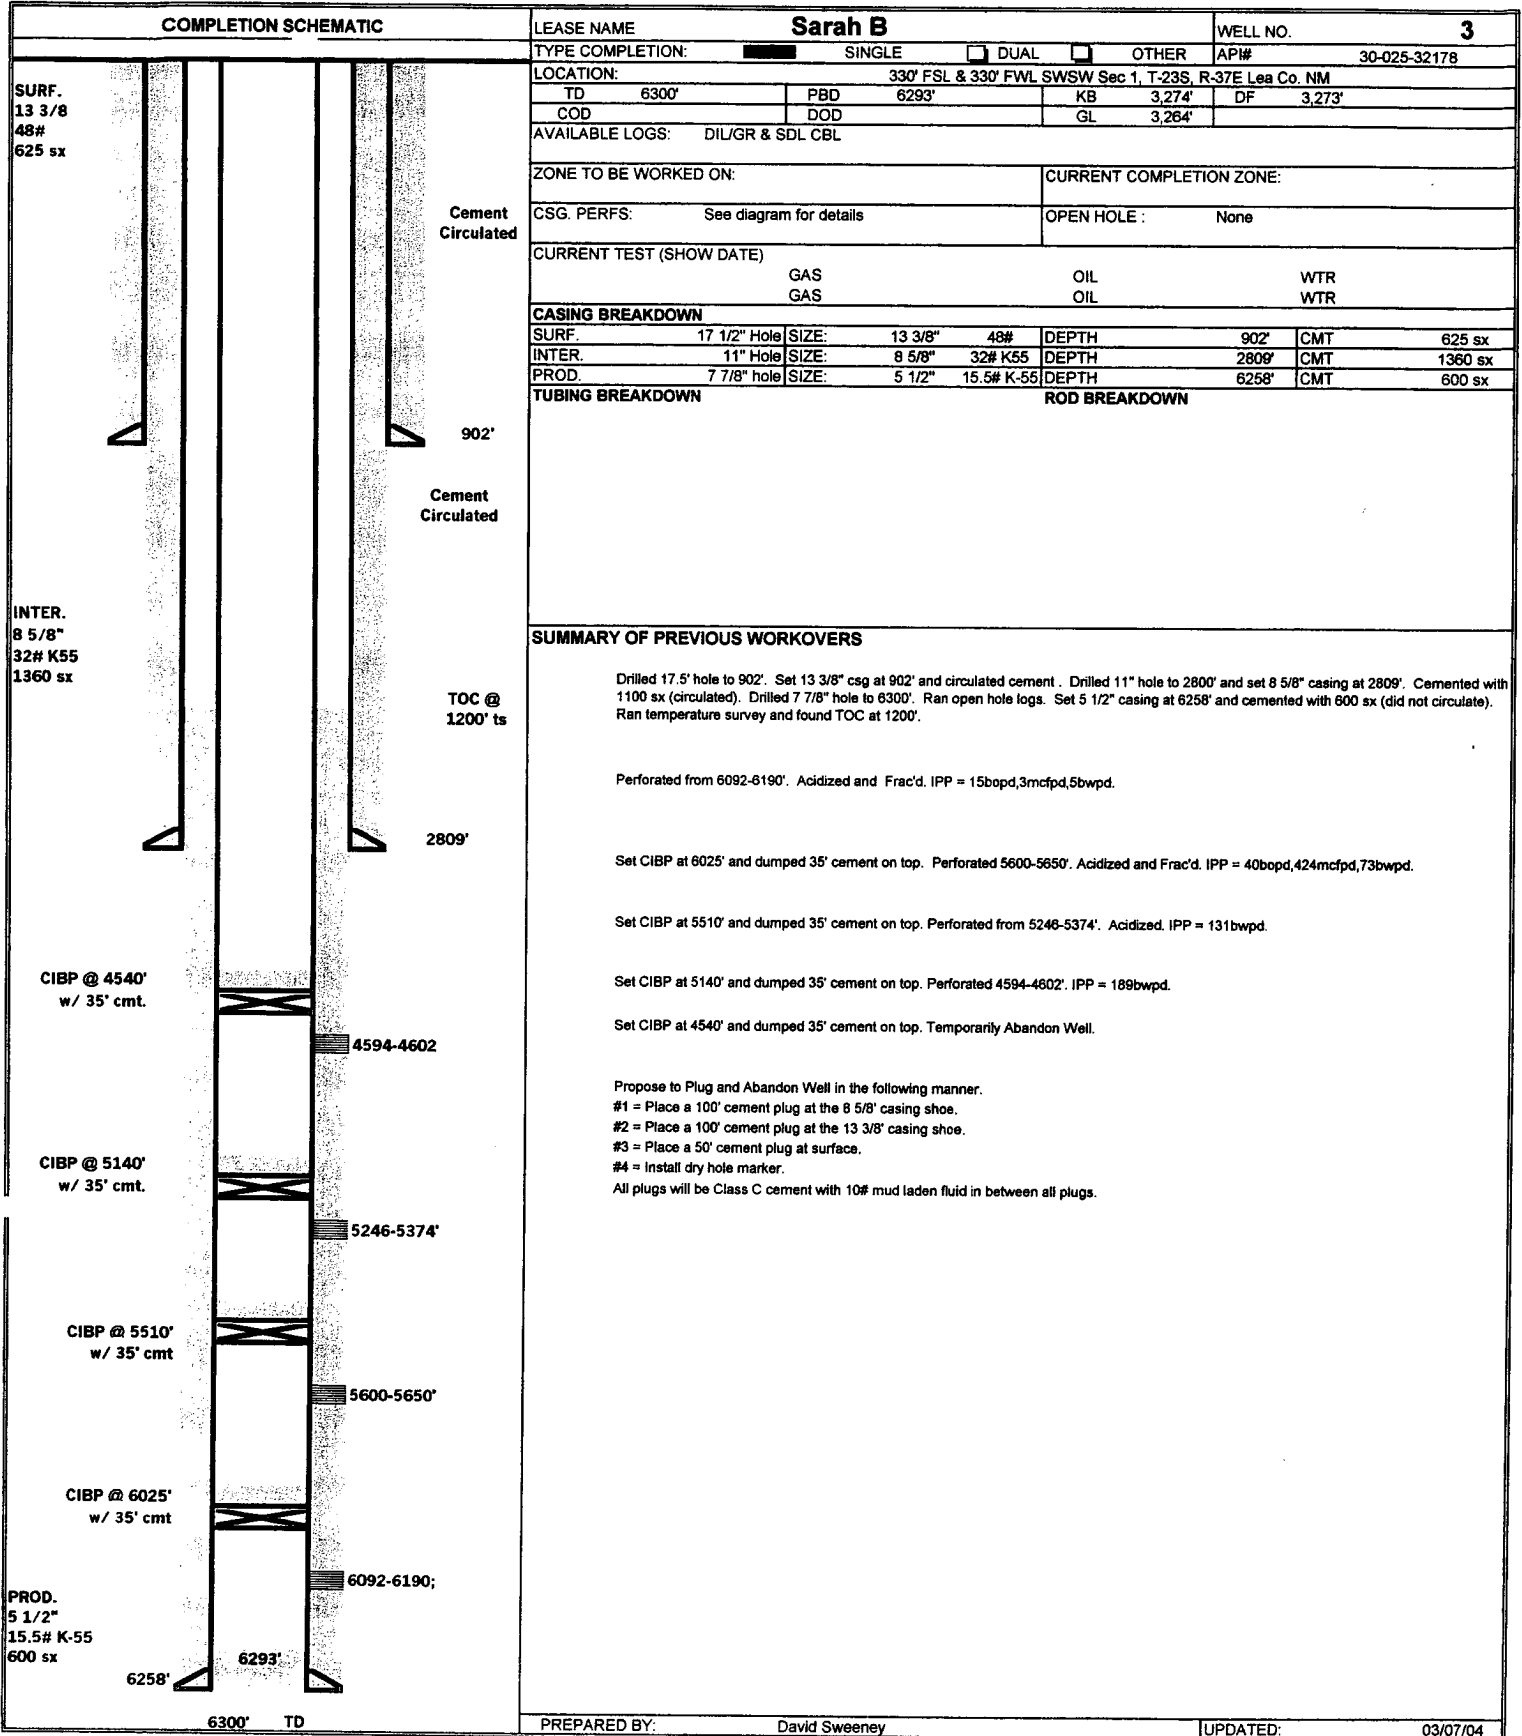 COMPLETION SCHEMATIC
SURF.
13 3/8
48#
625 sx
Cement
Circulated
902'
Cement
Circulated
INTER.
8 5/8"
32# K55
1360 sx
TOC @
1200' ts
2809'
CIBP @ 4540'
w/ 35' cmt.
4594-4602
CIBP @ 5140'
w/ 35' cmt.
5246-5374'
CIBP @ 5510'
w/ 35' cmt
5600-5650'
CIBP @ 6025'
w/ 35' cmt
6092-6190;
PROD.
5 1/2"
15.5# K-55
600 sx
6293'
6258'
6300' TD
LEASE NAME Sarah B WELL NO. 3
TYPE COMPLETION: SINGLE DUAL OTHER API# 30-025-32178
LOCATION: 330' FSL & 330' FWL SWSW Sec 1, T-23S, R-37E Lea Co. NM
TD 6300' PBD 6293' KB 3,274' DF 3,273'
COD DOD GL 3,264'
AVAILABLE LOGS: DIL/GR & SDL CBL
ZONE TO BE WORKED ON: CURRENT COMPLETION ZONE:
CSG. PERFS: See diagram for details OPEN HOLE : None
CURRENT TEST (SHOW DATE)
GAS OIL WTR
GAS OIL WTR
CASING BREAKDOWN
SURF. 17 1/2" Hole SIZE: 13 3/8" 48# DEPTH 902' CMT 625 sx
INTER. 11" Hole SIZE: 8 5/8" 32# K55 DEPTH 2809' CMT 1360 sx
PROD. 7 7/8" hole SIZE: 5 1/2" 15.5# K-55 DEPTH 6258' CMT 600 sx
TUBING BREAKDOWN ROD BREAKDOWN
SUMMARY OF PREVIOUS WORKOVERS
Drilled 17.5' hole to 902'. Set 13 3/8" csg at 902' and circulated cement . Drilled 11" hole to 2800' and set 8 5/8" casing at 2809'. Cemented with
1100 sx (circulated). Drilled 7 7/8" hole to 6300'. Ran open hole logs. Set 5 1/2" casing at 6258' and cemented with 600 sx (did not circulate).
Ran temperature survey and found TOC at 1200'.
Perforated from 6092-6190'. Acidized and Frac'd. IPP = 15bopd,3mcfpd,5bwpd.
Set CIBP at 6025' and dumped 35' cement on top. Perforated 5600-5650'. Acidized and Frac'd. IPP = 40bopd,424mcfpd,73bwpd.
Set CIBP at 5510' and dumped 35' cement on top. Perforated from 5246-5374'. Acidized. IPP = 131bwpd.
Set CIBP at 5140' and dumped 35' cement on top. Perforated 4594-4602'. IPP = 189bwpd.
Set CIBP at 4540' and dumped 35' cement on top. Temporarily Abandon Well.
Propose to Plug and Abandon Well in the following manner.
#1 = Place a 100' cement plug at the 8 5/8' casing shoe.
#2 = Place a 100' cement plug at the 13 3/8' casing shoe.
#3 = Place a 50' cement plug at surface.
#4 = Install dry hole marker.
All plugs will be Class C cement with 10# mud laden fluid in between all plugs.
PREPARED BY: David Sweeney UPDATED: 03/07/04